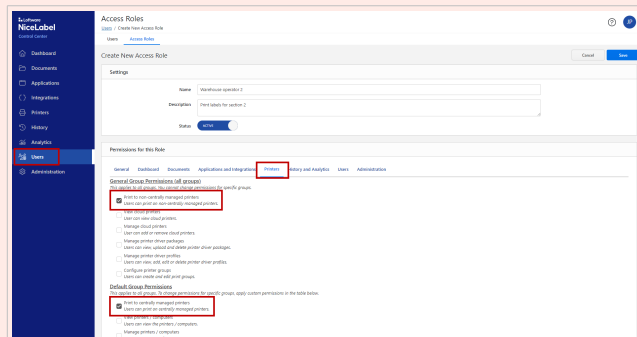 Loftware
NiceLabel
Control Center
Dashboard
Documents
Applications
Integrations
Printers
History
Analytics
Users
Administration
Access Roles
Users / Create New Access Role
Users Access Roles
JP
Create New Access Role
Cancel Save
Settings
Name Warehouse operator 2
Description Print labels for section 2
Status ACTIVE
Permissions for this Role
General Dashboard Documents Applications and Integrations Printers History and Analytics Users Administration
General Group Permissions (all groups)
This applies to all groups. You cannot change permissions for specific groups.
Print to non-centrally managed printers
Users can print on non-centrally managed printers.
View cloud printers
User can view cloud printers.
Manage cloud printers
User can add or remove cloud printers.
Manage printer driver packages
Users can view, upload and delete printer driver packages.
Manage printer driver profiles
Users can view, add, edit or delete printer driver profiles.
Configure printer groups
Users can create and edit print groups.
Default Group Permissions
This applies to all groups. To change permissions for specific groups, apply custom permissions in the table below.
Print to centrally managed printers
Users can print on centrally managed printers.
View printers / computers
Users can view the printers / computers.
Manage printers / computers